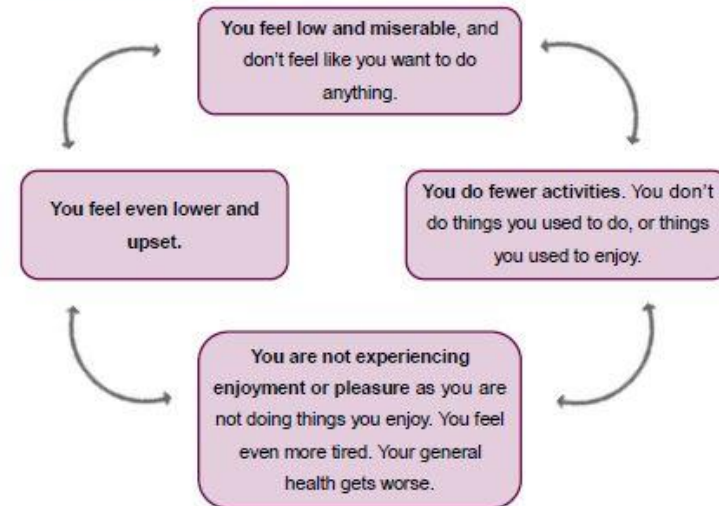 You feel low and miserable, and
don't feel like you want to do
anything.
You do fewer activities. You don't
do things you used to do, or things
you used to enjoy.
You are not experiencing
enjoyment or pleasure as you are
not doing things you enjoy. You feel
even more tired. Your general
health gets worse.
You feel even lower and
upset.